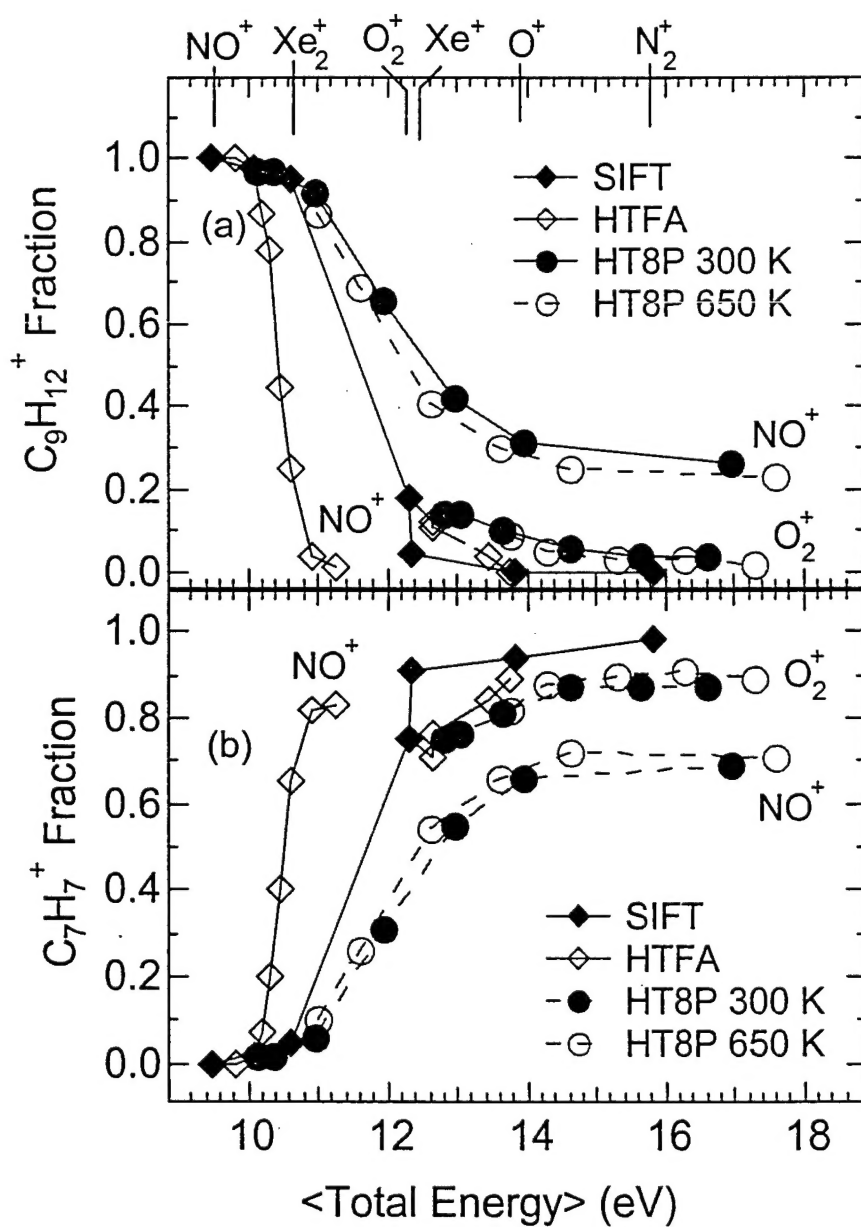 NO+ Xe2+ O2+ Xe+ O+ N2+
1.0
0.8
0.6
0.4
0.2
0.0
C9H12+ Fraction
(a)
SIFT
HTFA
HT8P 300 K
HT8P 650 K
NO+
NO+
O2+
1.0
0.8
0.6
0.4
0.2
0.0
C7H7+ Fraction
NO+
(b)
O2+
NO+
SIFT
HTFA
HT8P 300 K
HT8P 650 K
10 12 14 16 18
<Total Energy> (eV)